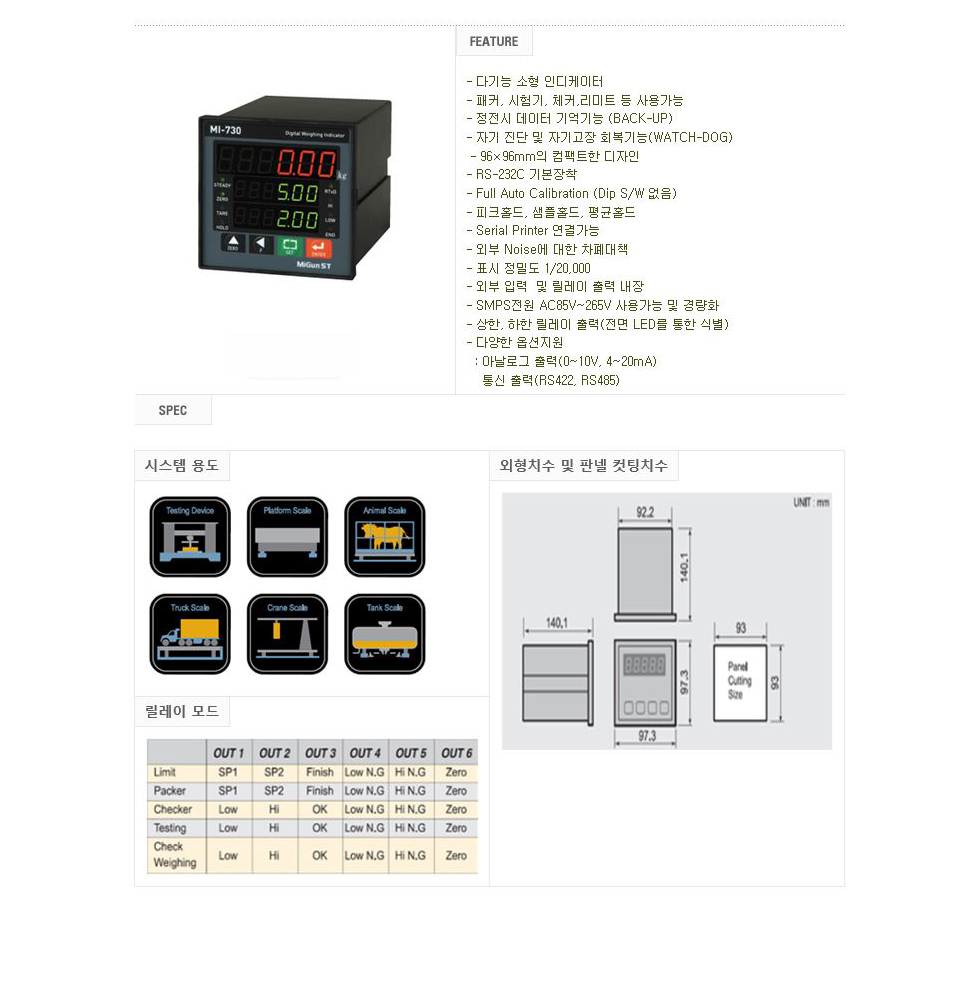 FEATURE
- 다기능 소형 인디케이터
- 패커, 시험기, 체커,리미트 등 사용가능
- 정전시 데이터 기억기능 (BACK-UP)
- 자기 진단 및 자기고장 회복기능(WATCH-DOG)
- 96×96mm의 컴팩트한 디자인
- RS-232C 기본장착
- Full Auto Calibration (Dip S/W 없음)
- 피크홀드, 샘플홀드, 평균홀드
- Serial Printer 연결가능
- 외부 Noise에 대한 차폐대책
- 표시 정밀도 1/20,000
- 외부 입력 및 릴레이 출력 내장
- SMPS전원 AC85V~265V 사용가능 및 경량화
- 상한, 하한 릴레이 출력(전면 LED를 통한 식별)
- 다양한 옵션지원
: 아날로그 출력(0~10V, 4~20mA)
통신 출력(RS422, RS485)
MI-730 Digital Weighing Indicator
0.00 kg
STEADY 5.00 RTxD
ZERO HI
TARE 2.00 LOW
HOLD END
ZERO F SET ENTER
MiGun ST
SPEC
시스템 용도
Testing Device Platform Scale Animal Scale
Truck Scale Crane Scale Tank Scale
릴레이 모드
OUT 1 OUT 2 OUT 3 OUT 4 OUT 5 OUT 6
Limit SP1 SP2 Finish Low N.G Hi N.G Zero
Packer SP1 SP2 Finish Low N.G Hi N.G Zero
Checker Low Hi OK Low N.G Hi N.G Zero
Testing Low Hi OK Low N.G Hi N.G Zero
Check
Weighing Low Hi OK Low N.G Hi N.G Zero
외형치수 및 판넬 컷팅치수
UNIT : mm
92.2
140.1
140.1
97.3
97.3
93
Panel
Cutting
Size
93